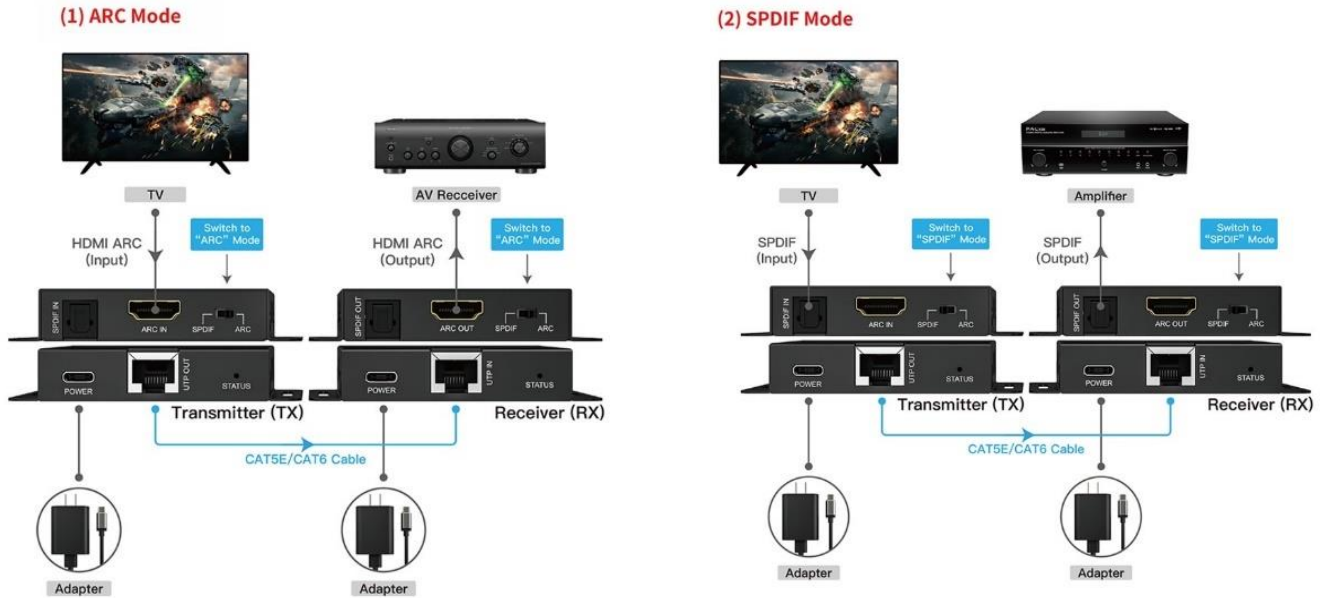 (1) ARC Mode
TV
AV Recceiver
HDMI ARC
(Input)
Switch to
"ARC" Mode
HDMI ARC
(Output)
Switch to
"ARC" Mode
SPDIF IN
ARC IN
SPDIF
ARC
SPDIF OUT
ARC OUT
SPDIF
ARC
POWER
UTP OUT
STATUS
POWER
UTP IN
STATUS
Transmitter (TX)
Receiver (RX)
CAT5E/CAT6 Cable
Adapter
Adapter
(2) SPDIF Mode
TV
Amplifier
SPDIF
(Input)
Switch to
"SPDIF" Mode
SPDIF
(Output)
Switch to
"SPDIF" Mode
SPDIF IN
ARC IN
SPDIF
ARC
SPDIF OUT
ARC OUT
SPDIF
ARC
POWER
UTP OUT
STATUS
POWER
UTP IN
STATUS
Transmitter (TX)
Receiver (RX)
CAT5E/CAT6 Cable
Adapter
Adapter